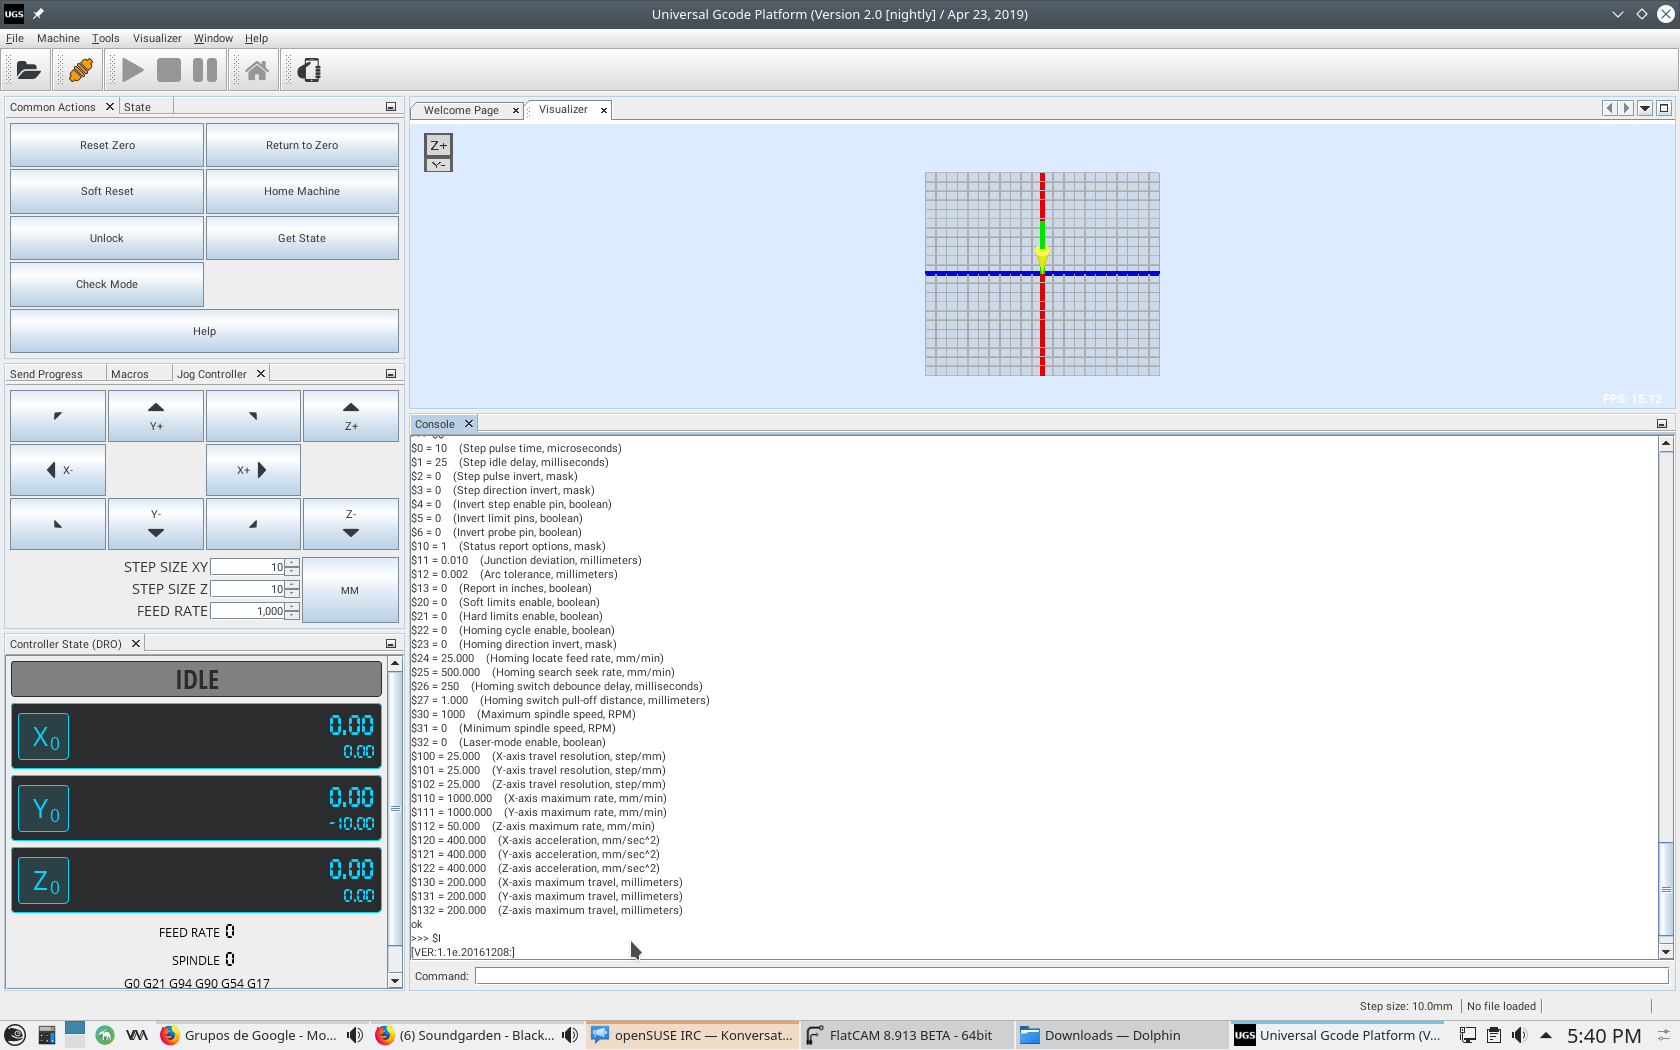 UGS
Universal Gcode Platform (Version 2.0 [nightly] / Apr 23, 2019)
File Machine Tools Visualizer Window Help
Common Actions State
Reset Zero Return to Zero
Soft Reset Home Machine
Unlock Get State
Check Mode
Help
Send Progress Macros Jog Controller
Y+ Z+
X- X+
Y- Z-
STEP SIZE XY 10
STEP SIZE Z 10
FEED RATE 1,000
MM
Controller State (DRO)
IDLE
X0 0.00
0.00
Y0 0.00
-10.00
Z0 0.00
0.00
FEED RATE 0
SPINDLE 0
G0 G21 G94 G90 G54 G17
Welcome Page Visualizer
Z+
Y-
FPS: 15.12
Console
>>> $$
$0 = 10 (Step pulse time, microseconds)
$1 = 25 (Step idle delay, milliseconds)
$2 = 0 (Step pulse invert, mask)
$3 = 0 (Step direction invert, mask)
$4 = 0 (Invert step enable pin, boolean)
$5 = 0 (Invert limit pins, boolean)
$6 = 0 (Invert probe pin, boolean)
$10 = 1 (Status report options, mask)
$11 = 0.010 (Junction deviation, millimeters)
$12 = 0.002 (Arc tolerance, millimeters)
$13 = 0 (Report in inches, boolean)
$20 = 0 (Soft limits enable, boolean)
$21 = 0 (Hard limits enable, boolean)
$22 = 0 (Homing cycle enable, boolean)
$23 = 0 (Homing direction invert, mask)
$24 = 25.000 (Homing locate feed rate, mm/min)
$25 = 500.000 (Homing search seek rate, mm/min)
$26 = 250 (Homing switch debounce delay, milliseconds)
$27 = 1.000 (Homing switch pull-off distance, millimeters)
$30 = 1000 (Maximum spindle speed, RPM)
$31 = 0 (Minimum spindle speed, RPM)
$32 = 0 (Laser-mode enable, boolean)
$100 = 25.000 (X-axis travel resolution, step/mm)
$101 = 25.000 (Y-axis travel resolution, step/mm)
$102 = 25.000 (Z-axis travel resolution, step/mm)
$110 = 1000.000 (X-axis maximum rate, mm/min)
$111 = 1000.000 (Y-axis maximum rate, mm/min)
$112 = 50.000 (Z-axis maximum rate, mm/min)
$120 = 400.000 (X-axis acceleration, mm/sec^2)
$121 = 400.000 (Y-axis acceleration, mm/sec^2)
$122 = 400.000 (Z-axis acceleration, mm/sec^2)
$130 = 200.000 (X-axis maximum travel, millimeters)
$131 = 200.000 (Y-axis maximum travel, millimeters)
$132 = 200.000 (Z-axis maximum travel, millimeters)
ok
>>> $I
[VER:1.1e.20161208:]
Command:
Step size: 10.0mm No file loaded
Grupos de Google - Mo... (6) Soundgarden - Black... openSUSE IRC — Konversat... FlatCAM 8.913 BETA - 64bit Downloads — Dolphin UGS Universal Gcode Platform (V... 5:40 PM